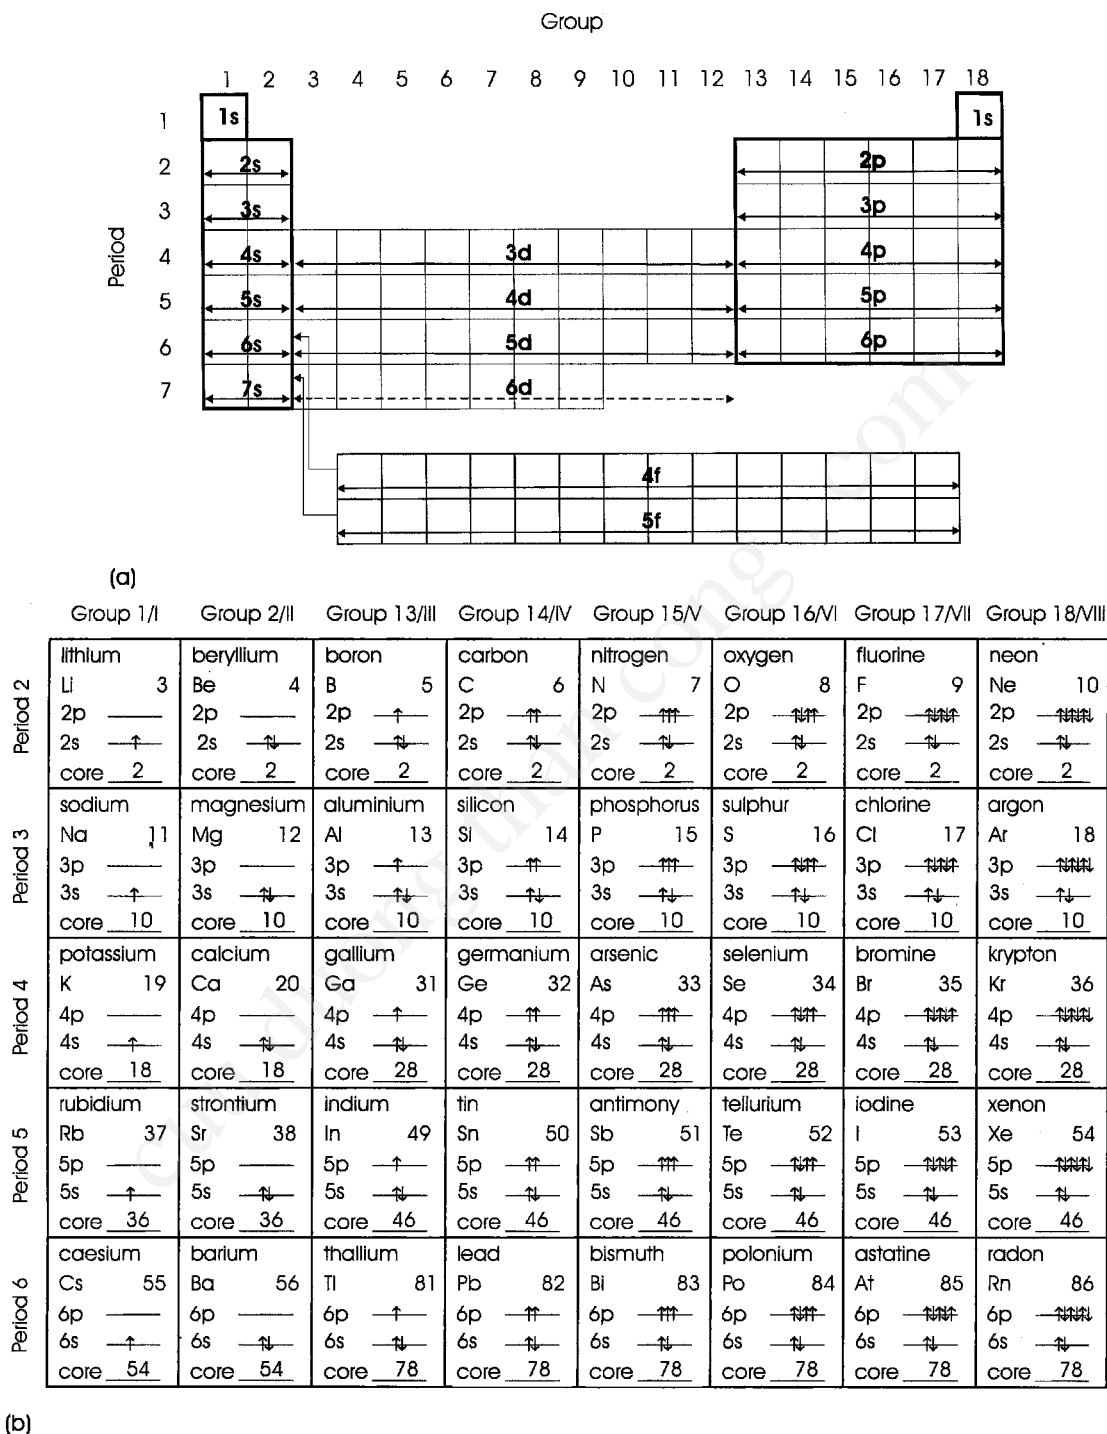 Group
1 2 3 4 5 6 7 8 9 10 11 12 13 14 15 16 17 18
Period
1 1s 1s
2 2s 2p
3 3s 3p
4 4s 3d 4p
5 5s 4d 5p
6 6s 5d 6p
7 7s 6d
4f
5f
(a)
Group 1/I Group 2/II Group 13/III Group 14/IV Group 15/V Group 16/VI Group 17/VII Group 18/VIII
Period 2
lithium beryllium boron carbon nitrogen oxygen fluorine neon
Li 3 Be 4 B 5 C 6 N 7 O 8 F 9 Ne 10
2p 2p 2p ↑ 2p ↑↑ 2p ↑↑↑ 2p ↑↓↑↑ 2p ↑↓↑↓↑ 2p ↑↓↑↓↑↓
2s ↑ 2s ↑↓ 2s ↑↓ 2s ↑↓ 2s ↑↓ 2s ↑↓ 2s ↑↓ 2s ↑↓
core 2 core 2 core 2 core 2 core 2 core 2 core 2 core 2
Period 3
sodium magnesium aluminium silicon phosphorus sulphur chlorine argon
Na 11 Mg 12 Al 13 Si 14 P 15 S 16 Cl 17 Ar 18
3p 3p 3p ↑ 3p ↑↑ 3p ↑↑↑ 3p ↑↓↑↑ 3p ↑↓↑↓↑ 3p ↑↓↑↓↑↓
3s ↑ 3s ↑↓ 3s ↑↓ 3s ↑↓ 3s ↑↓ 3s ↑↓ 3s ↑↓ 3s ↑↓
core 10 core 10 core 10 core 10 core 10 core 10 core 10 core 10
Period 4
potassium calcium gallium germanium arsenic selenium bromine krypton
K 19 Ca 20 Ga 31 Ge 32 As 33 Se 34 Br 35 Kr 36
4p 4p 4p ↑ 4p ↑↑ 4p ↑↑↑ 4p ↑↓↑↑ 4p ↑↓↑↓↑ 4p ↑↓↑↓↑↓
4s ↑ 4s ↑↓ 4s ↑↓ 4s ↑↓ 4s ↑↓ 4s ↑↓ 4s ↑↓ 4s ↑↓
core 18 core 18 core 28 core 28 core 28 core 28 core 28 core 28
Period 5
rubidium strontium indium tin antimony tellurium iodine xenon
Rb 37 Sr 38 In 49 Sn 50 Sb 51 Te 52 I 53 Xe 54
5p 5p 5p ↑ 5p ↑↑ 5p ↑↑↑ 5p ↑↓↑↑ 5p ↑↓↑↓↑ 5p ↑↓↑↓↑↓
5s ↑ 5s ↑↓ 5s ↑↓ 5s ↑↓ 5s ↑↓ 5s ↑↓ 5s ↑↓ 5s ↑↓
core 36 core 36 core 46 core 46 core 46 core 46 core 46 core 46
Period 6
caesium barium thallium lead bismuth polonium astatine radon
Cs 55 Ba 56 Tl 81 Pb 82 Bi 83 Po 84 At 85 Rn 86
6p 6p 6p ↑ 6p ↑↑ 6p ↑↑↑ 6p ↑↓↑↑ 6p ↑↓↑↓↑ 6p ↑↓↑↓↑↓
6s ↑ 6s ↑↓ 6s ↑↓ 6s ↑↓ 6s ↑↓ 6s ↑↓ 6s ↑↓ 6s ↑↓
core 54 core 54 core 78 core 78 core 78 core 78 core 78 core 78
(b)
cuu duong than cong . com